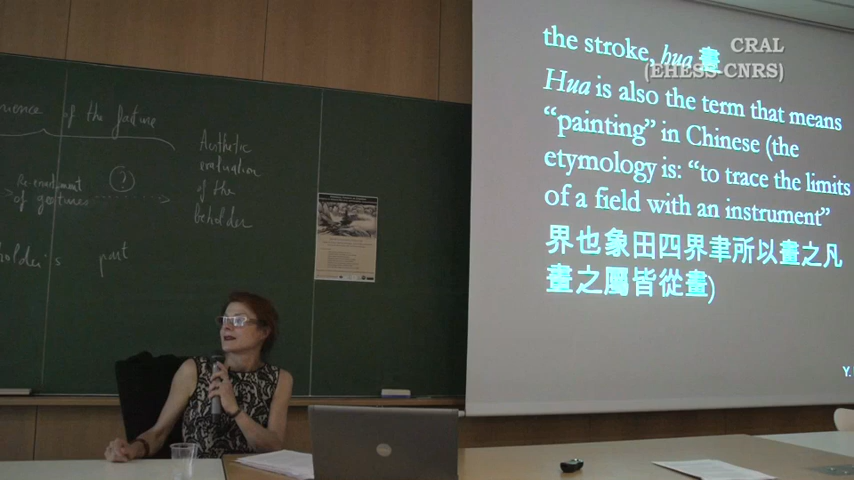 of the gesture
Aesthetic
evaluation
of the
beholder
Re-enactment
of gestures
?
part
the stroke, hua 畫
Hua is also the term that means
“painting” in Chinese (the
etymology is: “to trace the limits
of a field with an instrument”
界也象田四界聿所以畫之凡
畫之屬皆從畫)
CRAL
(EHESS-CNRS)
Y.